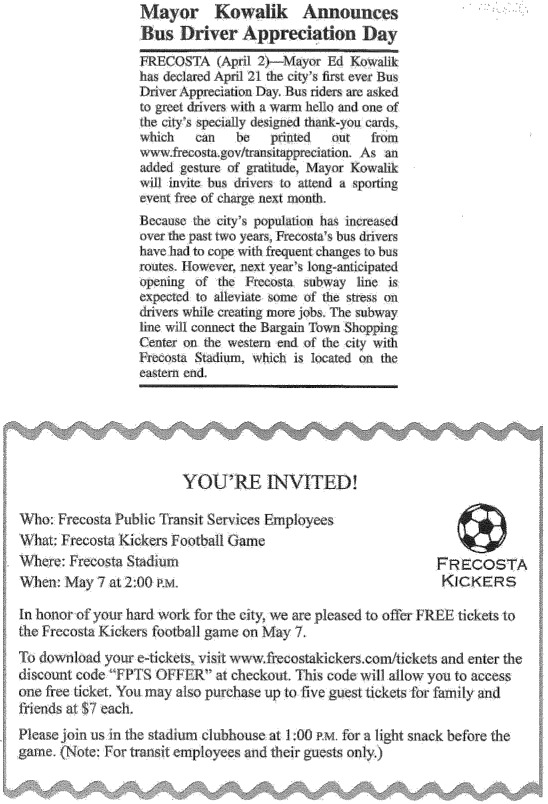 Mayor Kowalik Announces
Bus Driver Appreciation Day
FRECOSTA (April 2)—Mayor Ed Kowalik
has declared April 21 the city's first ever Bus
Driver Appreciation Day. Bus riders are asked
to greet drivers with a warm hello and one of
the city's specially designed thank-you cards,
which can be printed out from
www.frecosta.gov/transitappreciation. As an
added gesture of gratitude, Mayor Kowalik
will invite bus drivers to attend a sporting
event free of charge next month.
Because the city's population has increased
over the past two years, Frecosta's bus drivers
have had to cope with frequent changes to bus
routes. However, next year's long-anticipated
opening of the Frecosta subway line is
expected to alleviate some of the stress on
drivers while creating more jobs. The subway
line will connect the Bargain Town Shopping
Center on the western end of the city with
Frecosta Stadium, which is located on the
eastern end.
YOU'RE INVITED!
Who: Frecosta Public Transit Services Employees
What: Frecosta Kickers Football Game
Where: Frecosta Stadium
When: May 7 at 2:00 P.M.
FRECOSTA
KICKERS
In honor of your hard work for the city, we are pleased to offer FREE tickets to
the Frecosta Kickers football game on May 7.
To download your e-tickets, visit www.frecostakickers.com/tickets and enter the
discount code “FPTS OFFER” at checkout. This code will allow you to access
one free ticket. You may also purchase up to five guest tickets for family and
friends at $7 each.
Please join us in the stadium clubhouse at 1:00 P.M. for a light snack before the
game. (Note: For transit employees and their guests only.)